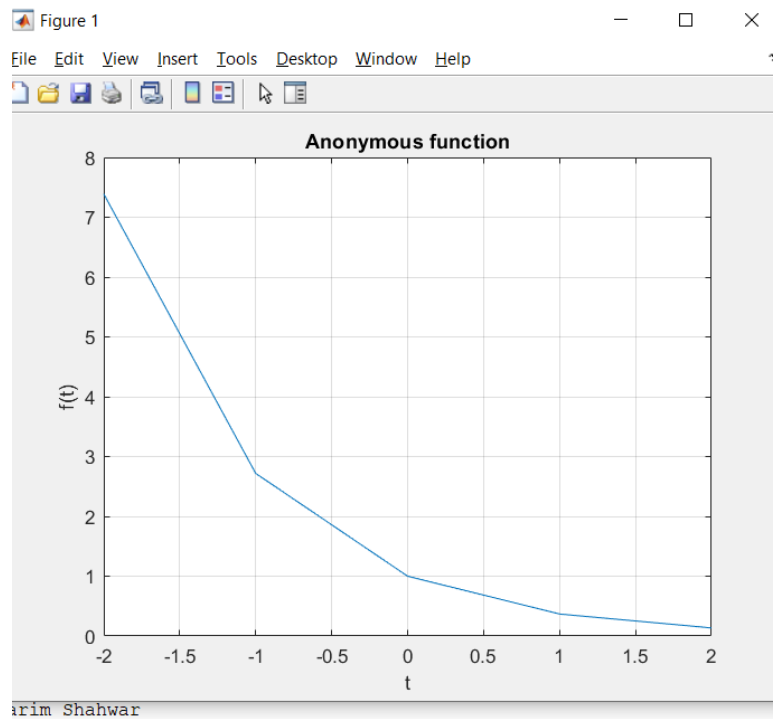 Figure 1
File Edit View Insert Tools Desktop Window Help
Anonymous function
8
7
6
5
4
3
2
1
0
f(t)
-2 -1.5 -1 -0.5 0 0.5 1 1.5 2
t
arim Shahwar